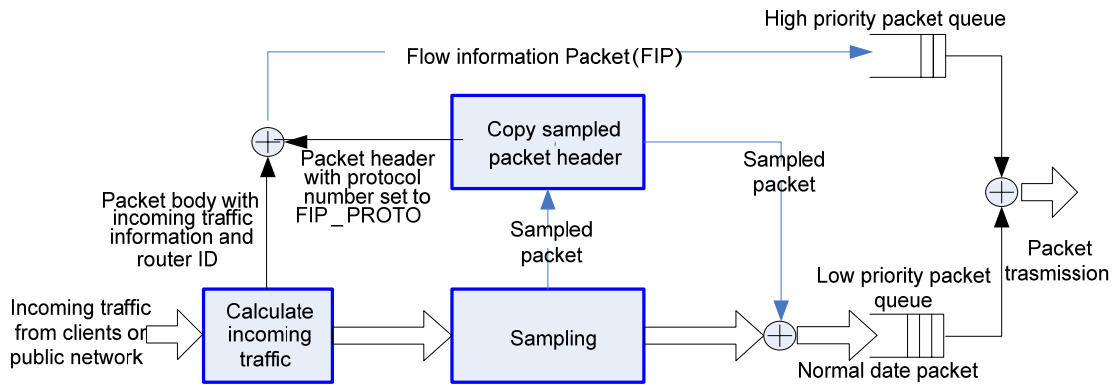 High priority packet queue
Flow information Packet(FIP)
Copy sampled
packet header
Packet header
with protocol
number set to
FIP_PROTO
Sampled
packet
Packet body with
incoming traffic
information and
router ID
Sampled
packet
Packet
trasmission
Low priority packet
queue
Incoming traffic
from clients or
public network
Calculate
incoming
traffic
Sampling
Normal date packet